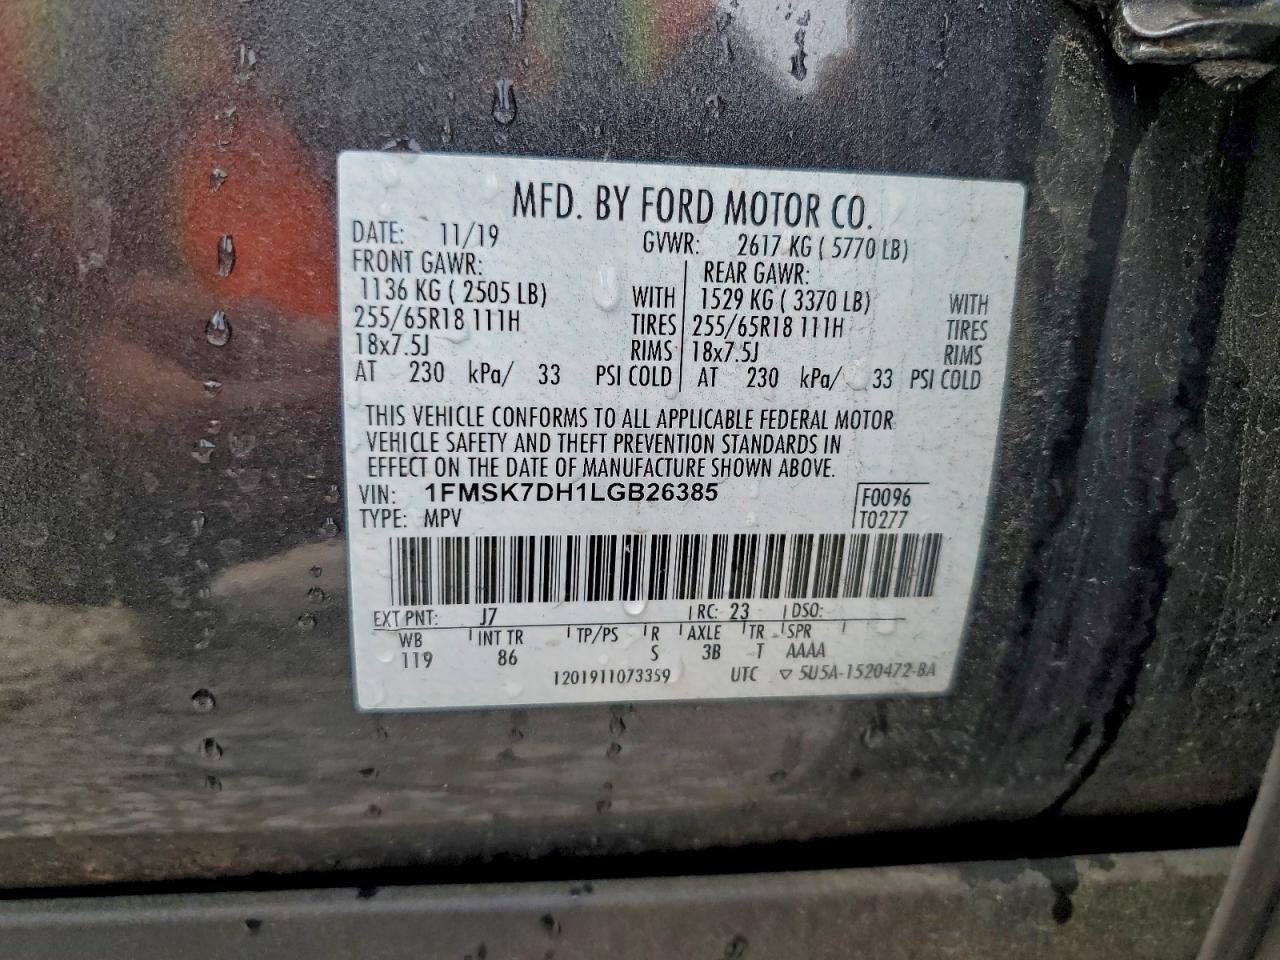 MFD. BY FORD MOTOR CO.
DATE: 11/19 GVWR: 2617 KG ( 5770 LB)
FRONT GAWR: REAR GAWR:
1136 KG ( 2505 LB) WITH 1529 KG ( 3370 LB) WITH
255/65R18 111H TIRES 255/65R18 111H TIRES
18x7.5J RIMS 18x7.5J RIMS
AT 230 kPa/ 33 PSI COLD AT 230 kPa/ 33 PSI COLD
THIS VEHICLE CONFORMS TO ALL APPLICABLE FEDERAL MOTOR
VEHICLE SAFETY AND THEFT PREVENTION STANDARDS IN
EFFECT ON THE DATE OF MANUFACTURE SHOWN ABOVE.
VIN: 1FMSK7DH1LGB26385 F0096
TYPE: MPV T0277
EXT PNT: J7 RC: 23 DSO:
WB INT TR TP/PS R AXLE TR SPR
119 86 S 3B T AAAA
1201911073359 UTC ▽ 5U5A-1520472-BA